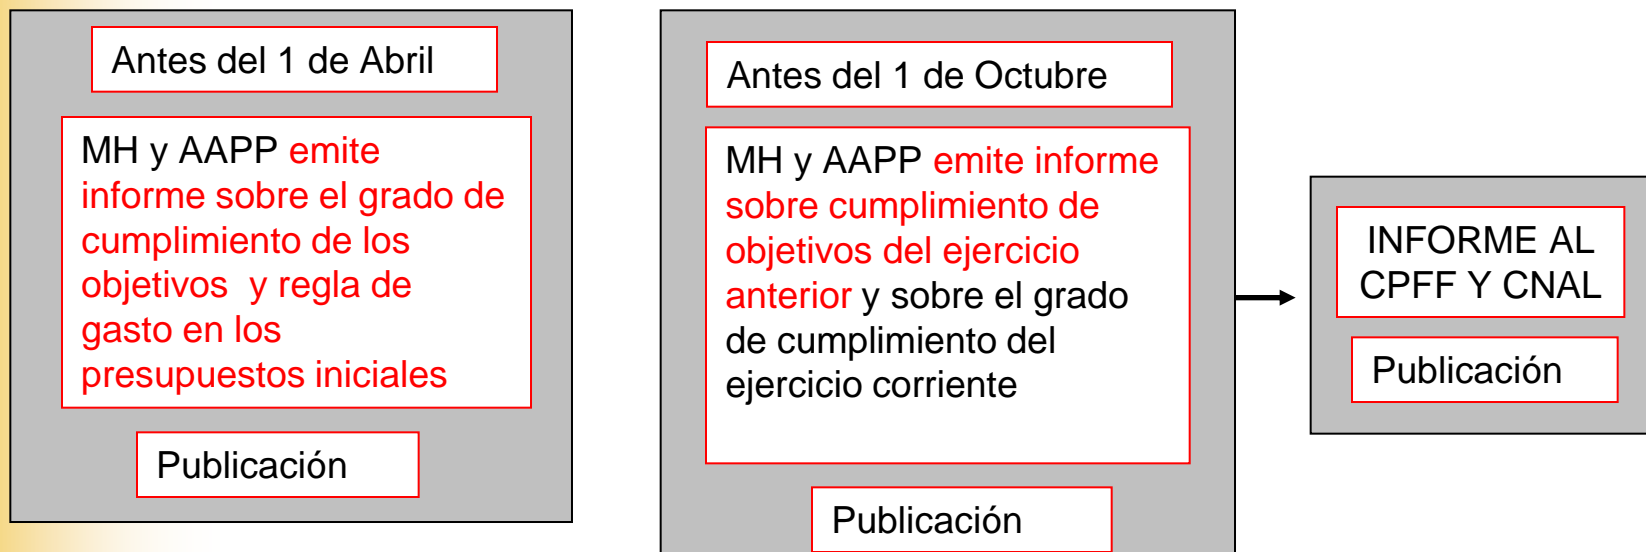 Antes del 1 de Abril
MH y AAPP emite
informe sobre el grado de
cumplimiento de los
objetivos  y regla de
gasto en los
presupuestos iniciales
Publicación
Antes del 1 de Octubre
MH y AAPP emite informe
sobre cumplimiento de
objetivos del ejercicio
anterior y sobre el grado
de cumplimiento del
ejercicio corriente
Publicación
INFORME AL
CPFF Y CNAL
Publicación